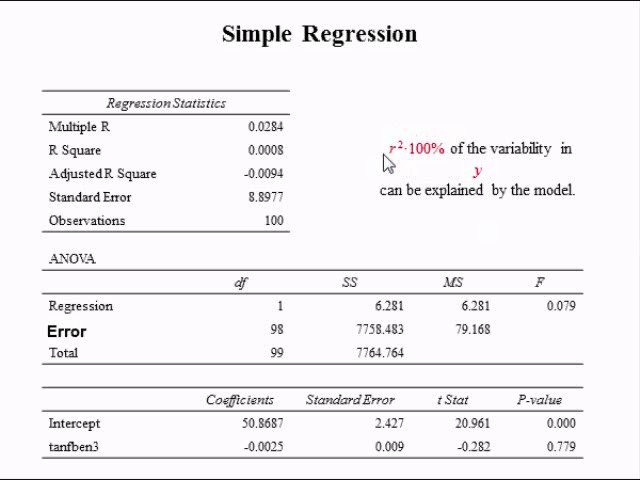 Simple Regression
Regression Statistics
Multiple R 0.0284
R Square 0.0008
Adjusted R Square -0.0094
Standard Error 8.8977
Observations 100
r²·100% of the variability in
y
can be explained by the model.
ANOVA
df SS MS F
Regression 1 6.281 6.281 0.079
Error 98 7758.483 79.168
Total 99 7764.764
Coefficients Standard Error t Stat P-value
Intercept 50.8687 2.427 20.961 0.000
tanfben3 -0.0025 0.009 -0.282 0.779